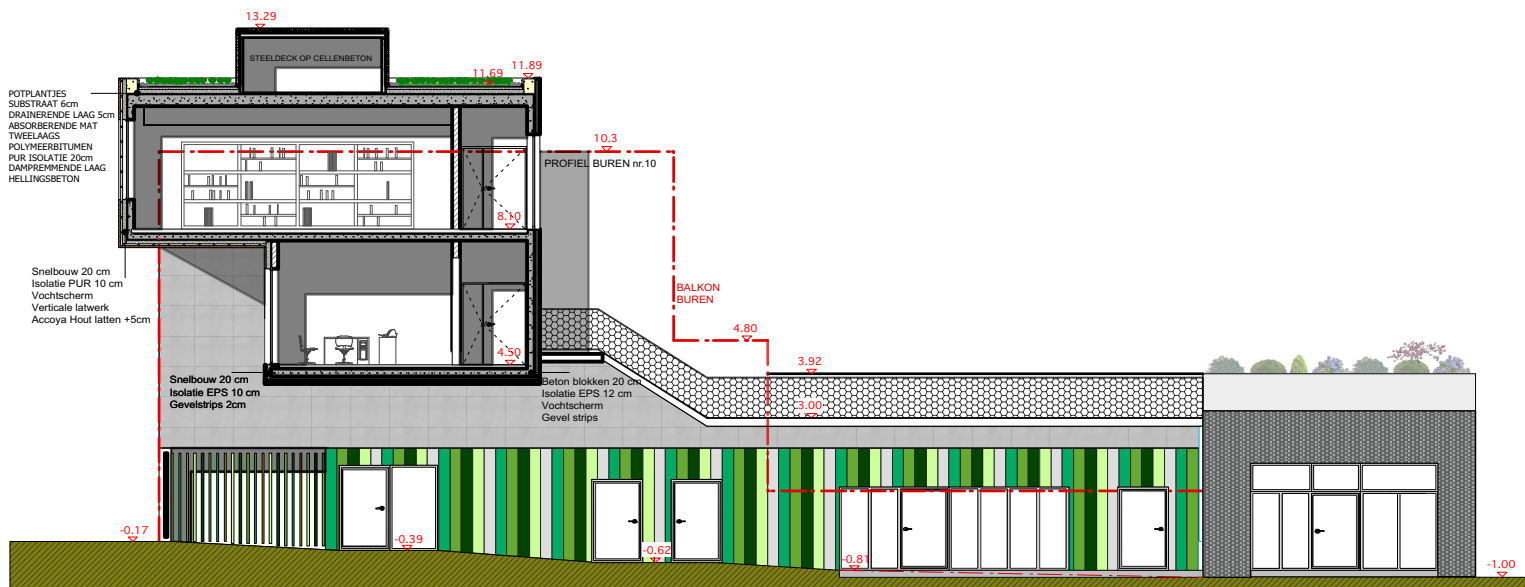 13.29
STEELDECK OP CELLENBETON
11.69
11.89
POTPLANTJES
SUBSTRAAT 6cm
DRAINERENDE LAAG 5cm
ABSORBERENDE MAT
TWEELAAGS
POLYMEERBITUMEN
PUR ISOLATIE 20cm
DAMPREMMENDE LAAG
HELLINGSBETON
10.3
PROFIEL BUREN nr.10
8.10
Snelbouw 20 cm
Isolatie PUR 10 cm
Vochtscherm
Verticale latwerk
Accoya Hout latten +5cm
BALKON
BUREN
4.80
4.50
3.92
Snelbouw 20 cm
Isolatie EPS 10 cm
Gevelstrips 2cm
Beton blokken 20 cm
Isolatie EPS 12 cm
Vochtscherm
Gevel strips
3.00
-0.17
-0.39
-0.62
-0.81
-1.00